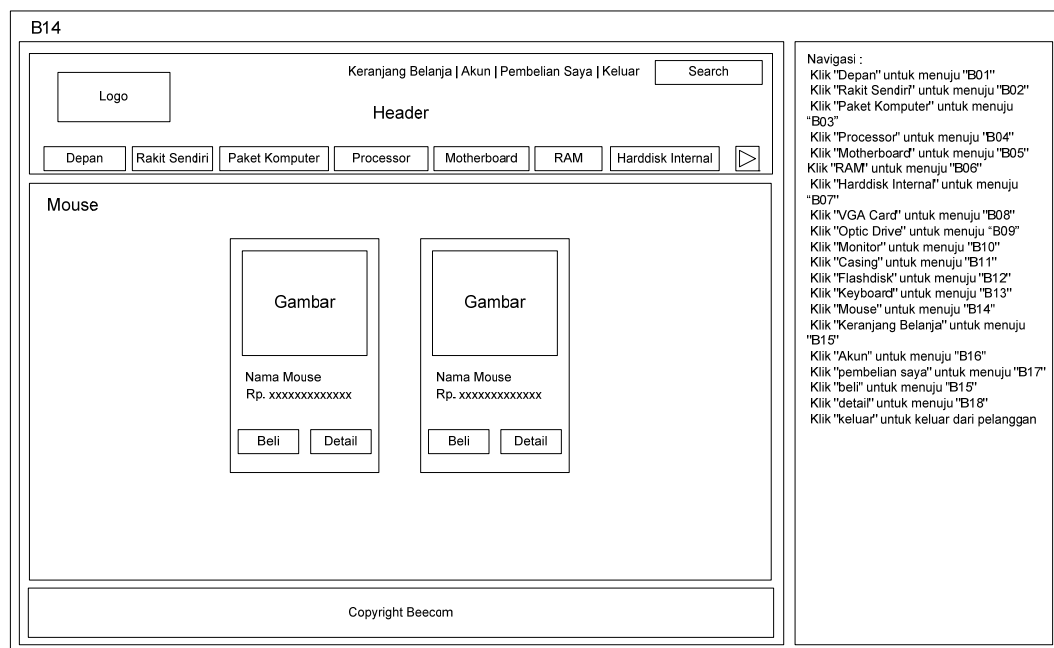 B14
Keranjang Belanja | Akun | Pembelian Saya | Keluar
Search
Logo
Header
Depan
Rakit Sendiri
Paket Komputer
Processor
Motherboard
RAM
Harddisk Internal
Mouse
Gambar
Nama Mouse
Rp. xxxxxxxxxxxxx
Beli
Detail
Gambar
Nama Mouse
Rp. xxxxxxxxxxxxx
Beli
Detail
Copyright Beecom
Navigasi :
Klik "Depan" untuk menuju "B01"
Klik "Rakit Sendiri" untuk menuju "B02"
Klik "Paket Komputer" untuk menuju
“B03”
Klik "Processor" untuk menuju "B04"
Klik "Motherboard" untuk menuju "B05"
Klik "RAM" untuk menuju "B06"
Klik "Harddisk Internal" untuk menuju
“B07"
Klik "VGA Card" untuk menuju "B08"
Klik "Optic Drive" untuk menuju “B09”
Klik "Monitor" untuk menuju "B10"
Klik "Casing" untuk menuju "B11"
Klik "Flashdisk" untuk menuju "B12"
Klik "Keyboard" untuk menuju "B13"
Klik "Mouse" untuk menuju "B14"
Klik "Keranjang Belanja" untuk menuju
"B15"
Klik "Akun" untuk menuju "B16"
Klik "pembelian saya" untuk menuju "B17"
Klik "beli" untuk menuju "B15"
Klik "detail" untuk menuju "B18"
Klik "keluar" untuk keluar dari pelanggan